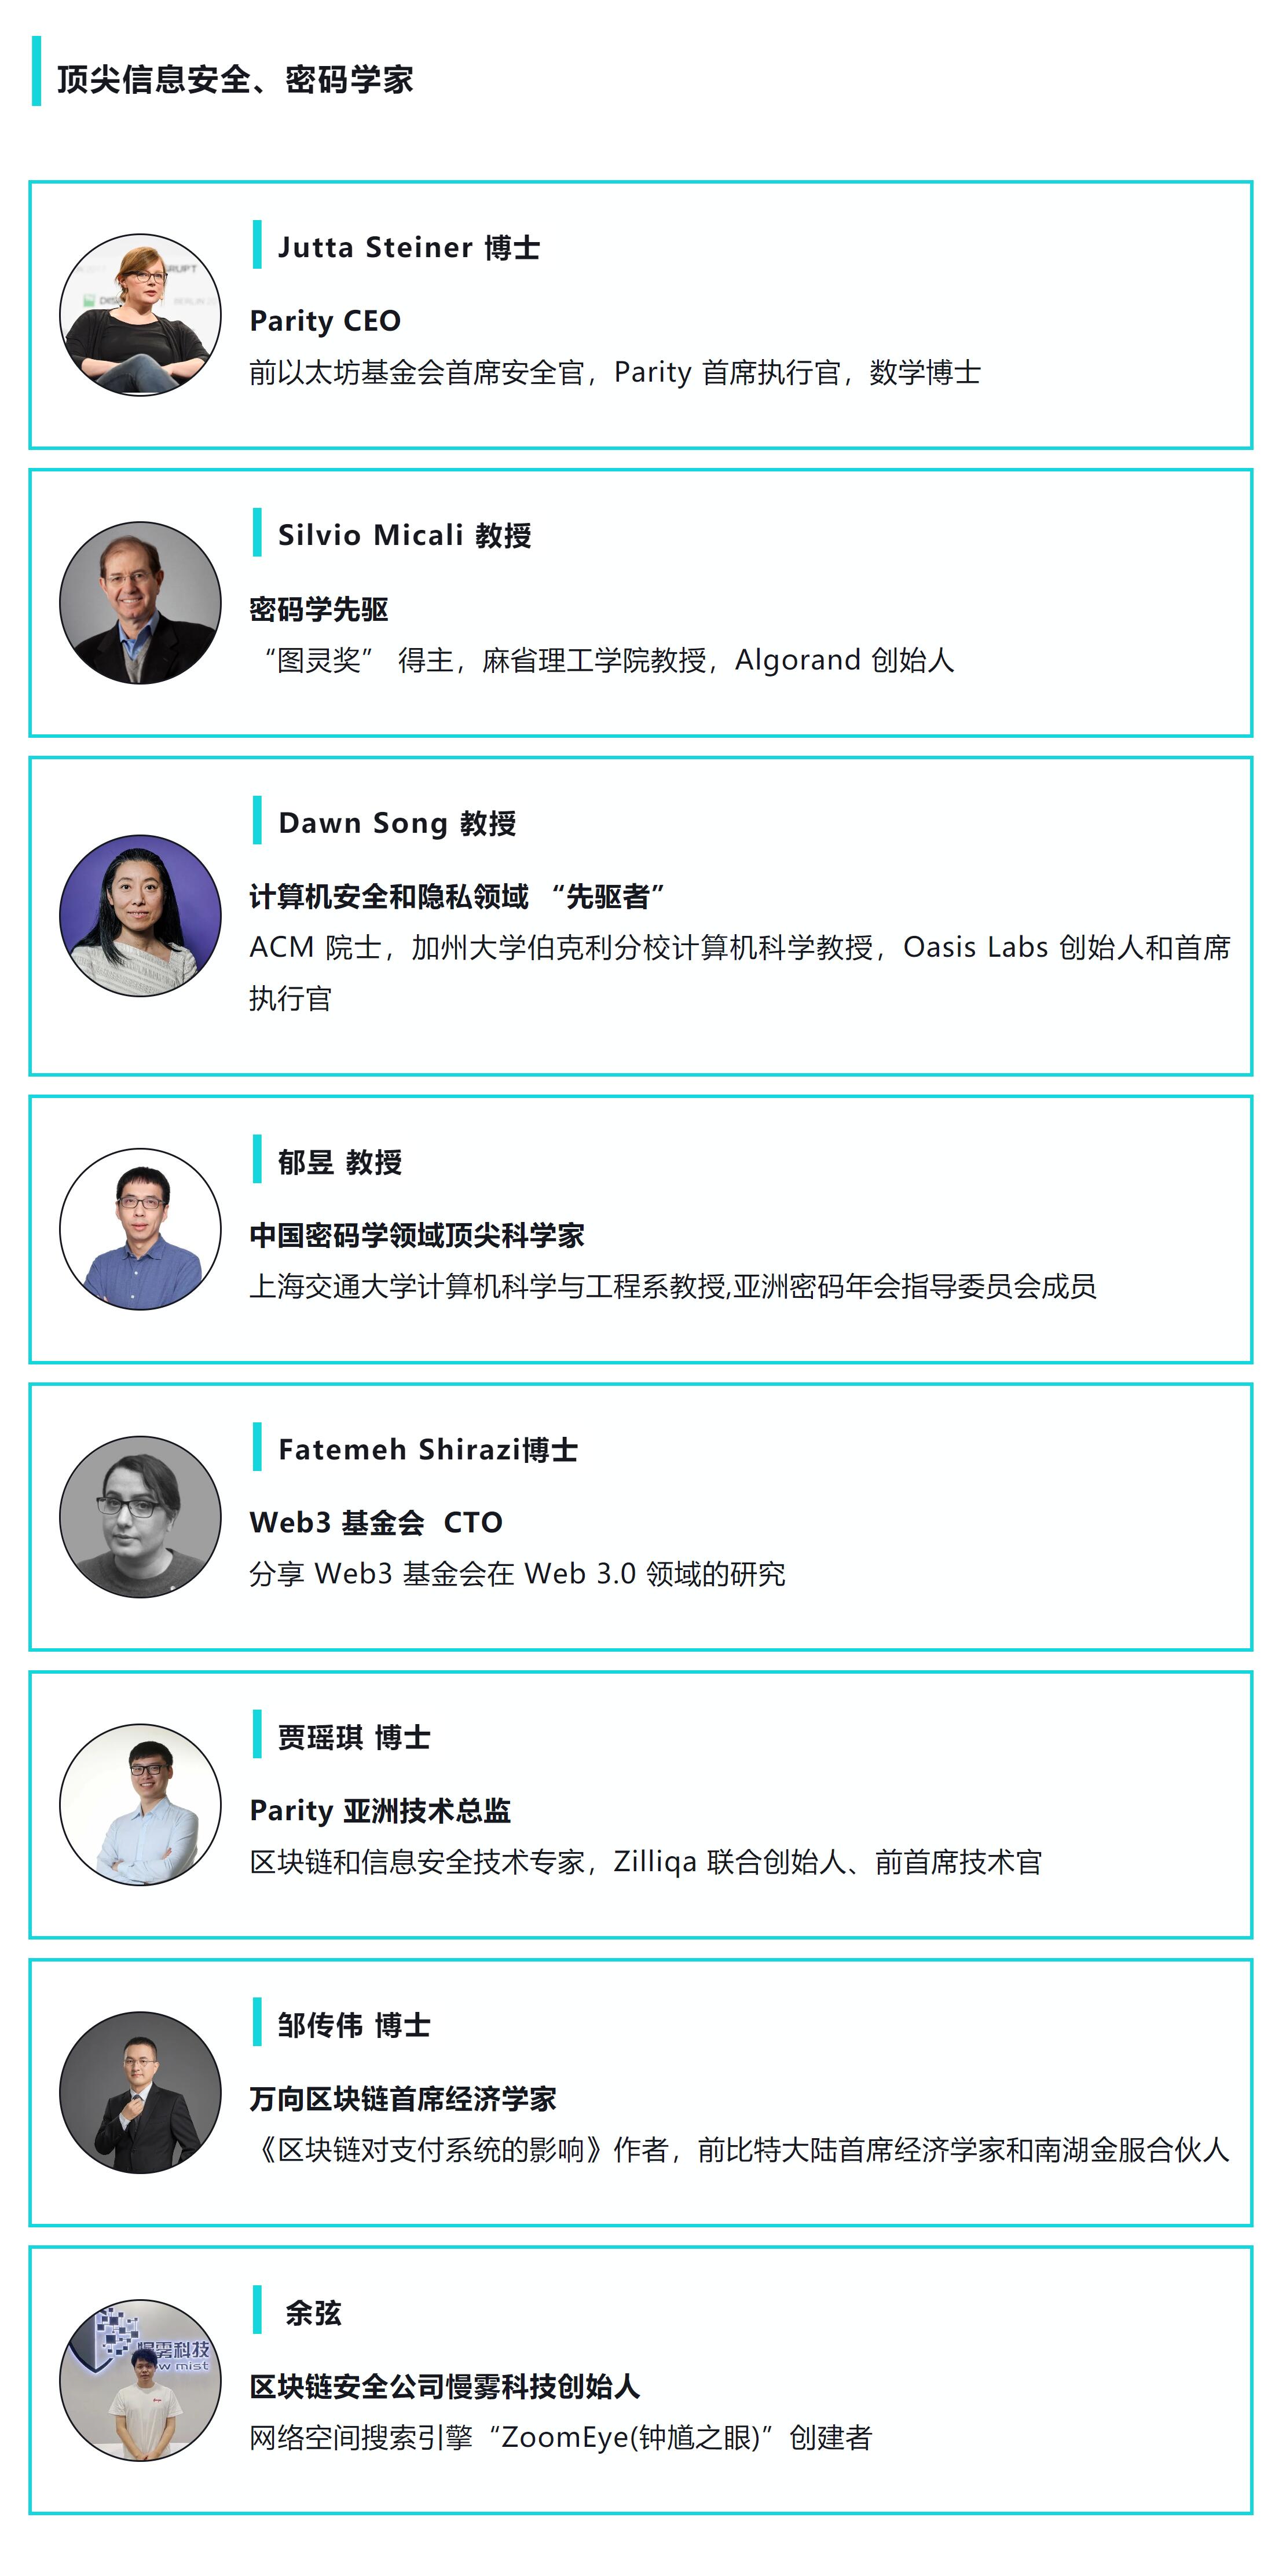 顶尖信息安全、密码学家
Jutta Steiner 博士
Parity CEO
前以太坊基金会首席安全官，Parity 首席执行官，数学博士
Silvio Micali 教授
密码学先驱
“图灵奖” 得主，麻省理工学院教授，Algorand 创始人
Dawn Song 教授
计算机安全和隐私领域 “先驱者”
ACM 院士，加州大学伯克利分校计算机科学教授，Oasis Labs 创始人和首席
执行官
郁昱 教授
中国密码学领域顶尖科学家
上海交通大学计算机科学与工程系教授,亚洲密码年会指导委员会成员
Fatemeh Shirazi博士
Web3 基金会 CTO
分享 Web3 基金会在 Web 3.0 领域的研究
贾瑶琪 博士
Parity 亚洲技术总监
区块链和信息安全技术专家，Zilliqa 联合创始人、前首席技术官
邹传伟 博士
万向区块链首席经济学家
《区块链对支付系统的影响》作者，前比特大陆首席经济学家和南湖金服合伙人
余弦
区块链安全公司慢雾科技创始人
网络空间搜索引擎“ZoomEye(钟馗之眼)”创建者